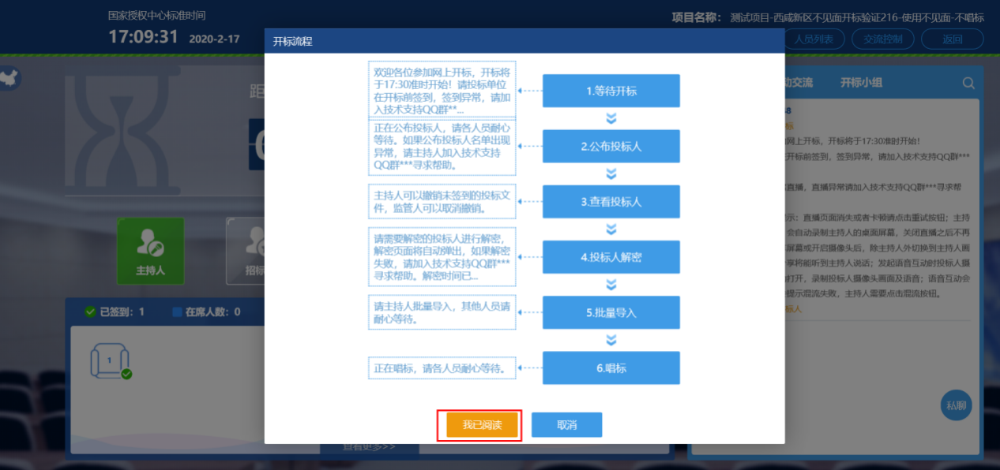 国家授权中心标准时间
17:09:31 2020-2-17
项目名称： 测试项目-西咸新区不见面开标验证216-使用不见面-不唱标
人员列表 交流控制 返回
开标流程
欢迎各位参加网上开标，开标将
于17:30准时开始！请投标单位
在开标前签到，签到异常，请加
入技术支持QQ群**...
1.等待开标
正在公布投标人，请各人员耐心
等待。如果公布投标人名单出现
异常，请主持人加入技术支持
QQ群***寻求帮助。
2.公布投标人
主持人可以撤销未签到的投标文
件，监管人可以取消撤销。
3.查看投标人
请需要解密的投标人进行解密，
解密页面将自动弹出，如果解密
失败，请加入技术支持QQ群***
寻求帮助。解密时间已...
4.投标人解密
请主持人批量导入，其他人员请
耐心等待。
5.批量导入
正在唱标，请各人员耐心等待。
6.唱标
我已阅读 取消
距
主持人 招标
已签到：1 在席人数：0
1
查看更多>>
动交流 开标小组
8
标
网上开标，开标将于17:30准时开始！
开标前签到，签到异常，请加入技术支持QQ群***
直播，直播异常请加入技术支持QQ群***寻求帮
示：直播页面消失或者卡顿请点击重试按钮；主持
会自动录制主持人的桌面屏幕，关闭直播之后不再
屏幕或开启摄像头后，除主持人外切换到主持人画
享将能听到主持人说话；发起语音互动时投标人摄
打开，录制投标人摄像头画面及语音；语音互动会
提示混流失败，主持人需要点击混流按钮。
标人
私聊